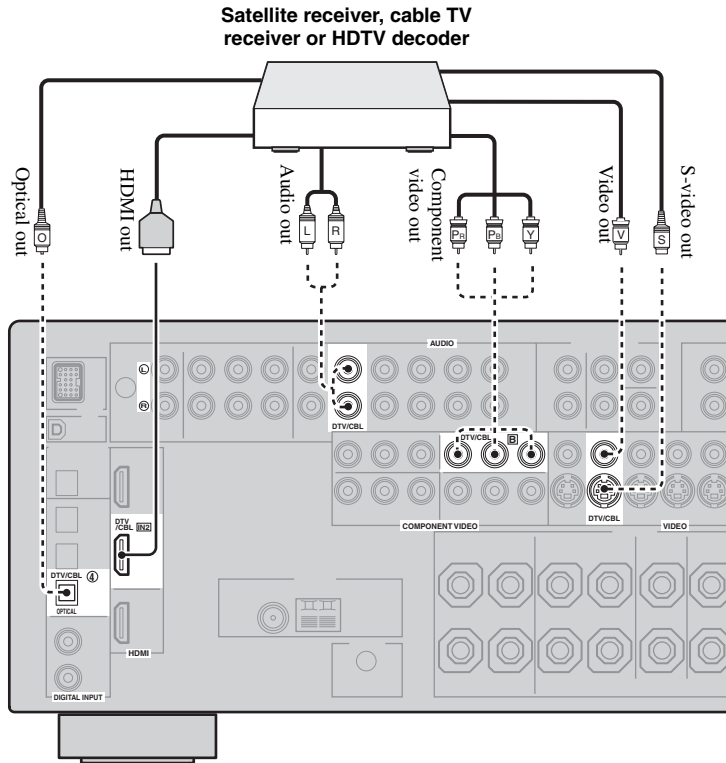 Satellite receiver, cable TV
receiver or HDTV decoder
Optical out
HDMI out
Audio out
Component
video out
Video out
S-video out
O
L
R
PR
PB
Y
V
S
AUDIO
L
R
DTV/CBL
D
DTV/CBL B
DTV/CBL
COMPONENT VIDEO
VIDEO
DTV
/CBL IN2
DTV/CBL ④
OPTICAL
HDMI
DIGITAL INPUT